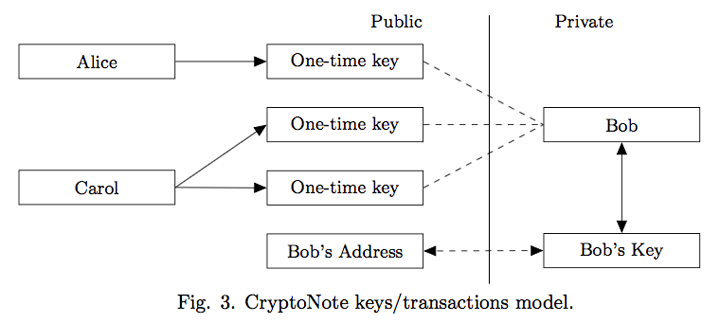 Public Private
Alice One-time key
One-time key Bob
Carol One-time key
Bob's Address Bob's Key
Fig. 3. CryptoNote keys/transactions model.